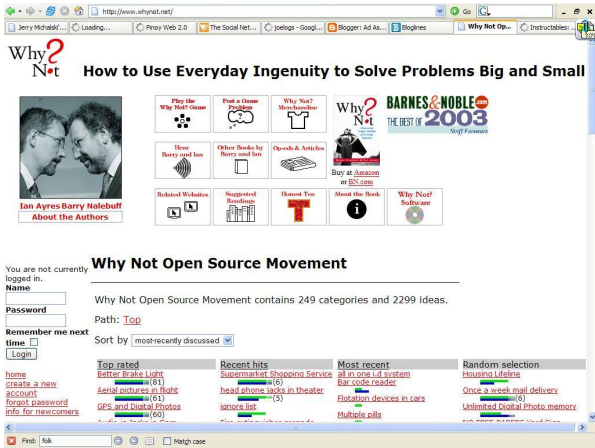 http://www.whynot.net/
Go
G
Jerry Michalski'...
Loading...
Pinoy Web 2.0
The Social Net...
joelogs - Googl...
Blogger: Ad As...
Bloglines
Why Not Op...
Instructables: ...
Why?
N•t
How to Use Everyday Ingenuity to Solve Problems Big and Small
Play the
Why Not? Game
Post a Game
Problem
Why Not?
Merchandise
Why?
N•t
BARNES&NOBLE.com
THE BEST OF 2003
Staff Favorites
Hear
Barry and Ian
Other Books by
Barry and Ian
Op-eds & Articles
Buy at Amazon
or BN.com
Related Websites
Suggested
Readings
Honest Tea
About the Book
Why Not?
Software
Ian Ayres Barry Nalebuff
About the Authors
You are not currently
logged in.
Name
Password
Remember me next
time
Login
home
create a new
account
forgot password
info for newcomers
Why Not Open Source Movement
Why Not Open Source Movement contains 249 categories and 2299 ideas.
Path: Top
Sort by most-recently discussed
Top rated
Better Brake Light
(81)
Aerial pictures in flight
(61)
GPS and Digital Photos
(60)
Recent hits
Supermarket Shopping Service
(6)
head phone jacks in theater
(5)
ignore list
Most recent
all in one i.d system
Bar code reader
Flotation devices in cars
Multiple pills
Random selection
Housing Lifeline
Once a week mail delivery
(6)
Unlimited Digital Photo memory
Find: folk
Match case